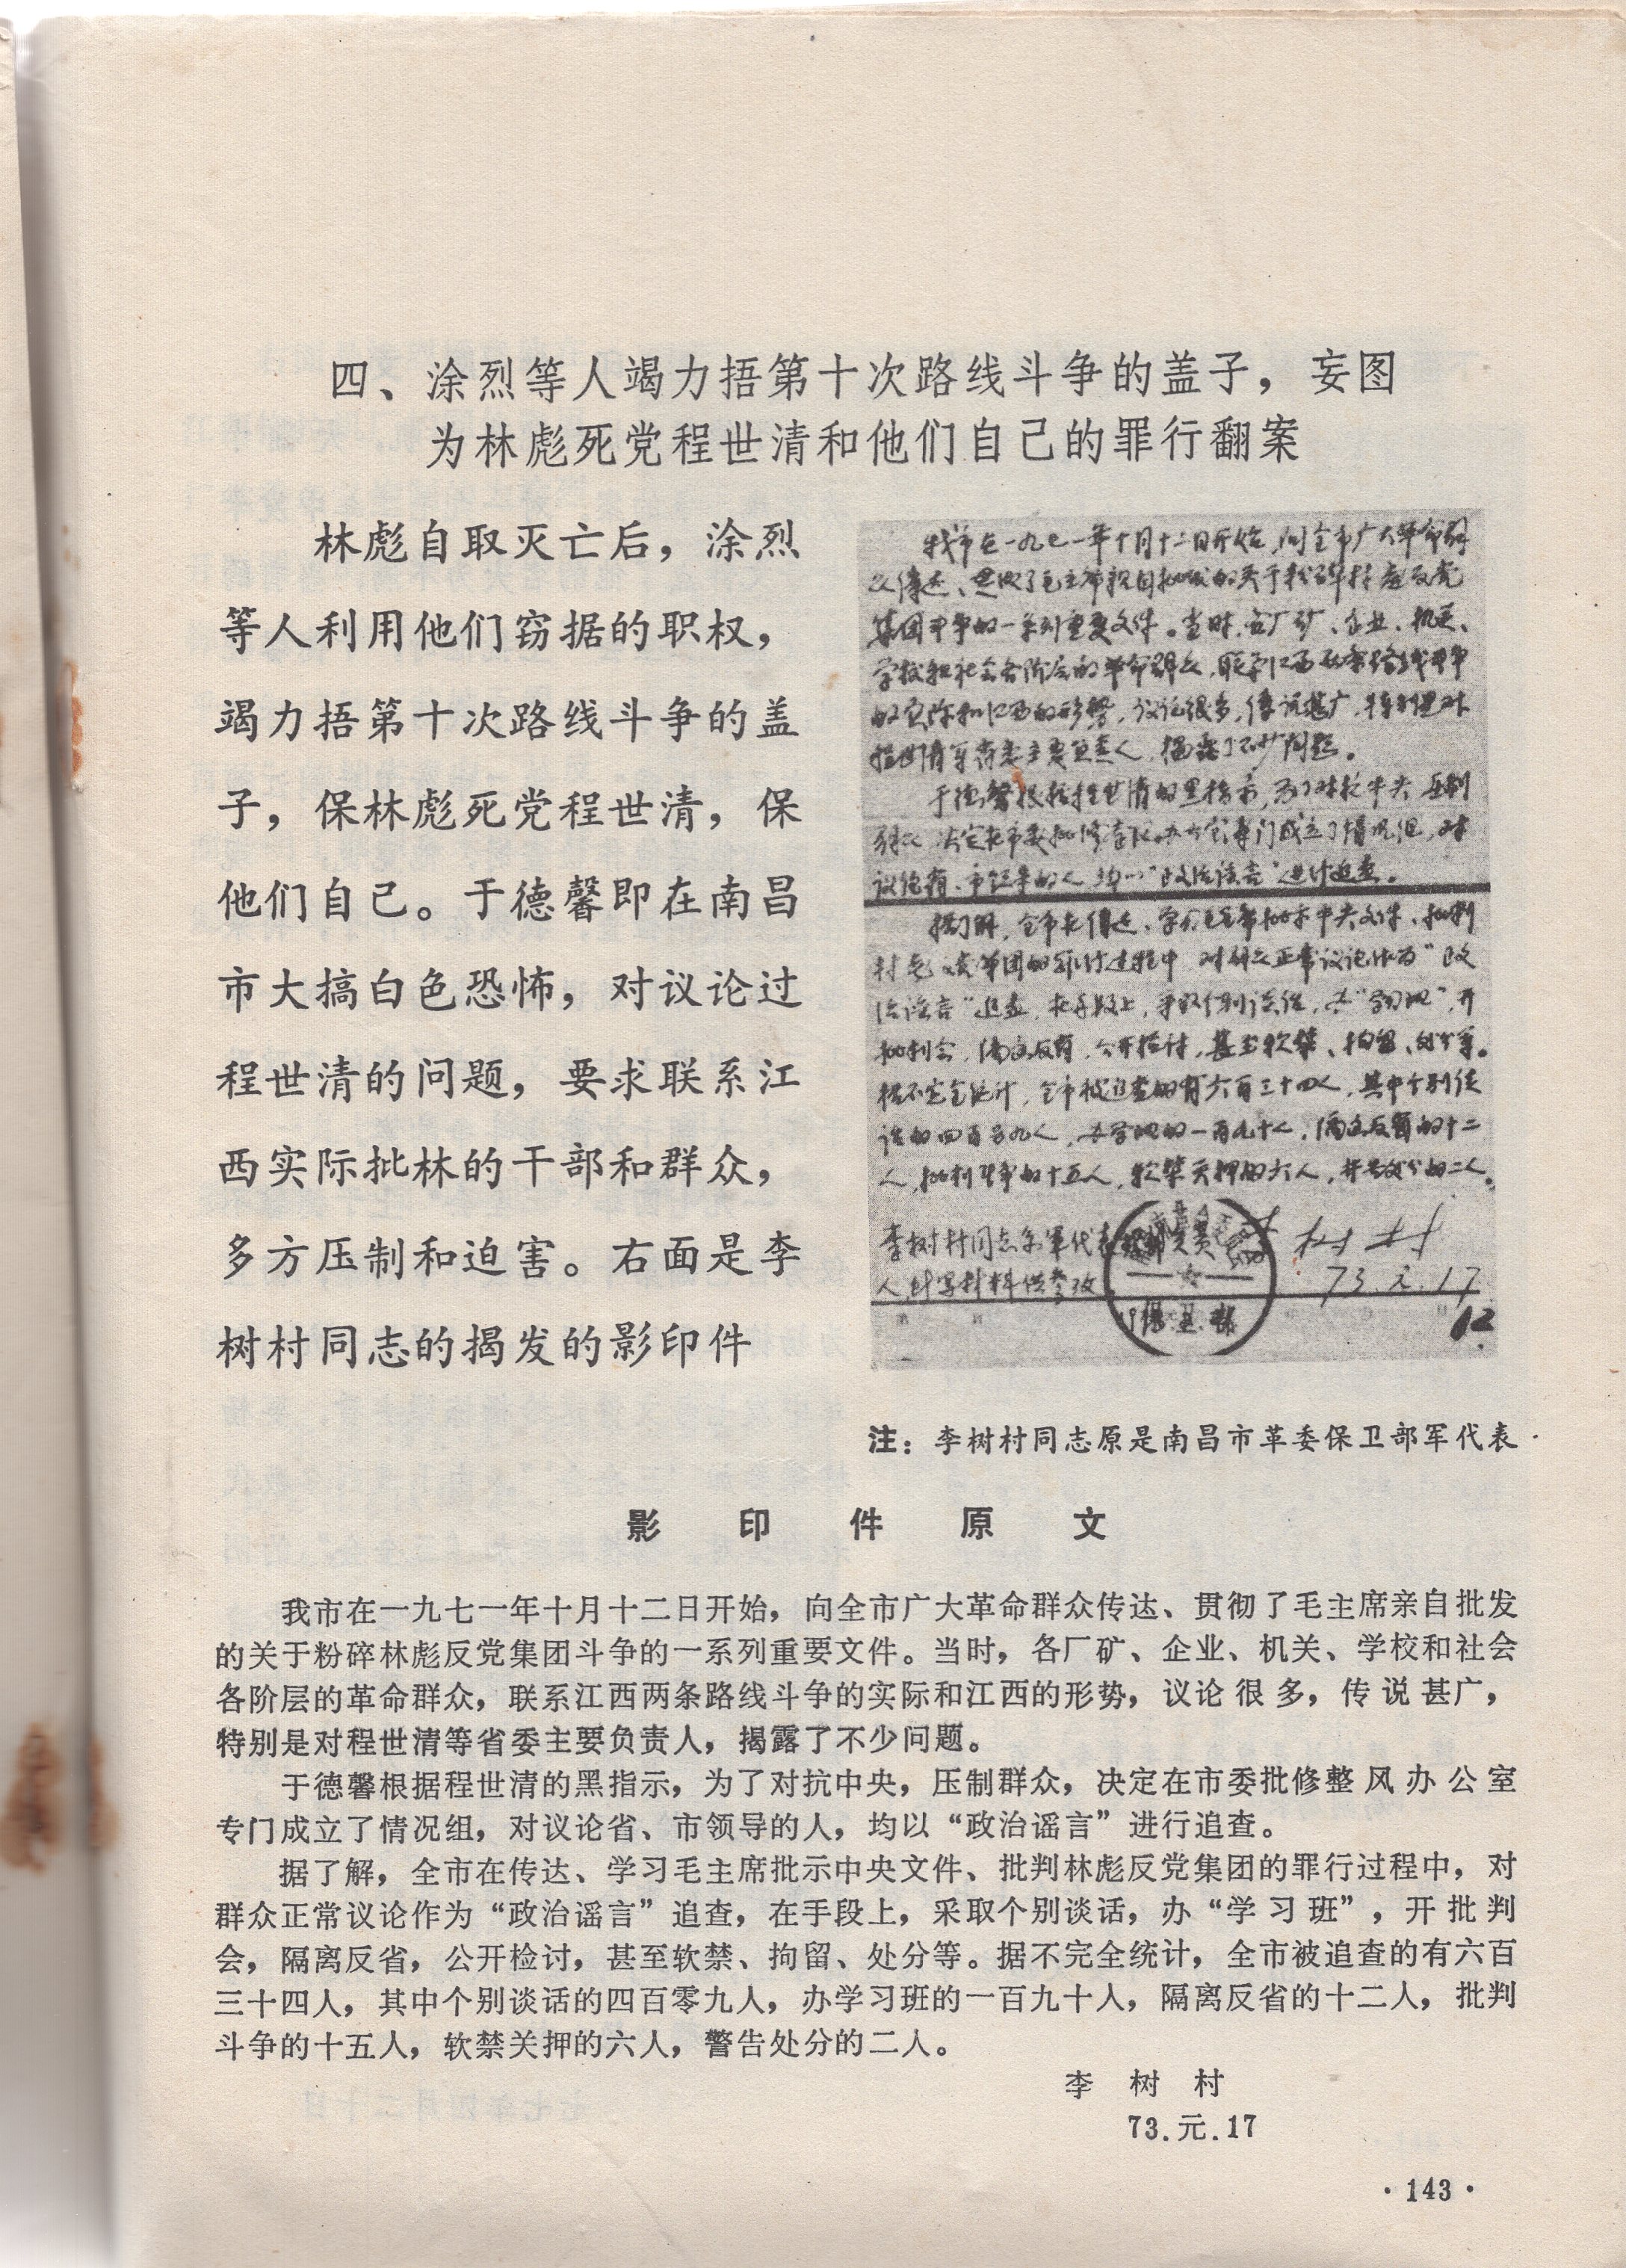 四、涂烈等人竭力捂第十次路线斗争的盖子，妄图
为林彪死党程世清和他们自己的罪行翻案
林彪自取灭亡后，涂烈
等人利用他们窃据的职权，
竭力捂第十次路线斗争的盖
子，保林彪死党程世清，保
他们自己。于德馨即在南昌
市大搞白色恐怖，对议论过
程世清的问题，要求联系江
西实际批林的干部和群众，
多方压制和迫害。右面是李
树村同志的揭发的影印件
我市在一九七一年十月十二日开始，向全市广大革命群
众传达、贯彻了毛主席亲自批发的关于粉碎林彪反党
集团斗争的一系列重要文件。当时，各厂矿、企业、机关、
学校和社会各阶层的革命群众，联系江西两条路线斗争
的实际和江西的形势，议论很多，传说甚广，特别是对
程世清等省委主要负责人，揭露了不少问题。
于德馨根据程世清的黑指示，为了对抗中央，压制
群众，决定在市委批修整风办公室专门成立了情况组，对
议论省、市领导的人，均以“政治谣言”进行追查。
据了解，全市在传达、学习毛主席批示中央文件、批判
林彪反党集团的罪行过程中，对群众正常议论作为“政
治谣言”追查，在手段上，采取个别谈话，办“学习班”，开
批判会，隔离反省，公开检讨，甚至软禁、拘留、处分等。
据不完全统计，全市被追查的有六百三十四人，其中个别谈
话的四百零九人，办学习班的一百九十人，隔离反省的十二
人，批判斗争的十五人，软禁关押的六人，警告处分的二人。
李树村同志系军代表
人，所写材料供参考
李树村
73.元.17
注：李树村同志原是南昌市革委保卫部军代表
影印件原文
我市在一九七一年十月十二日开始，向全市广大革命群众传达、贯彻了毛主席亲自批发
的关于粉碎林彪反党集团斗争的一系列重要文件。当时，各厂矿、企业、机关、学校和社会
各阶层的革命群众，联系江西两条路线斗争的实际和江西的形势，议论很多，传说甚广，
特别是对程世清等省委主要负责人，揭露了不少问题。
于德馨根据程世清的黑指示，为了对抗中央，压制群众，决定在市委批修整风办公室
专门成立了情况组，对议论省、市领导的人，均以“政治谣言”进行追查。
据了解，全市在传达、学习毛主席批示中央文件、批判林彪反党集团的罪行过程中，对
群众正常议论作为“政治谣言”追查，在手段上，采取个别谈话，办“学习班”，开批判
会，隔离反省，公开检讨，甚至软禁、拘留、处分等。据不完全统计，全市被追查的有六百
三十四人，其中个别谈话的四百零九人，办学习班的一百九十人，隔离反省的十二人，批判
斗争的十五人，软禁关押的六人，警告处分的二人。
李树村
73.元.17
·143·